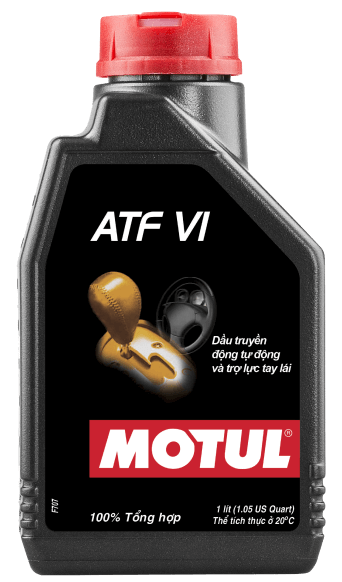 ATF VI
Dầu truyền
động tự động
và trợ lực tay lái
MOTUL®
F707
100% Tổng hợp
1 lít (1.05 US Quart)
Thể tích thực ở 20°C